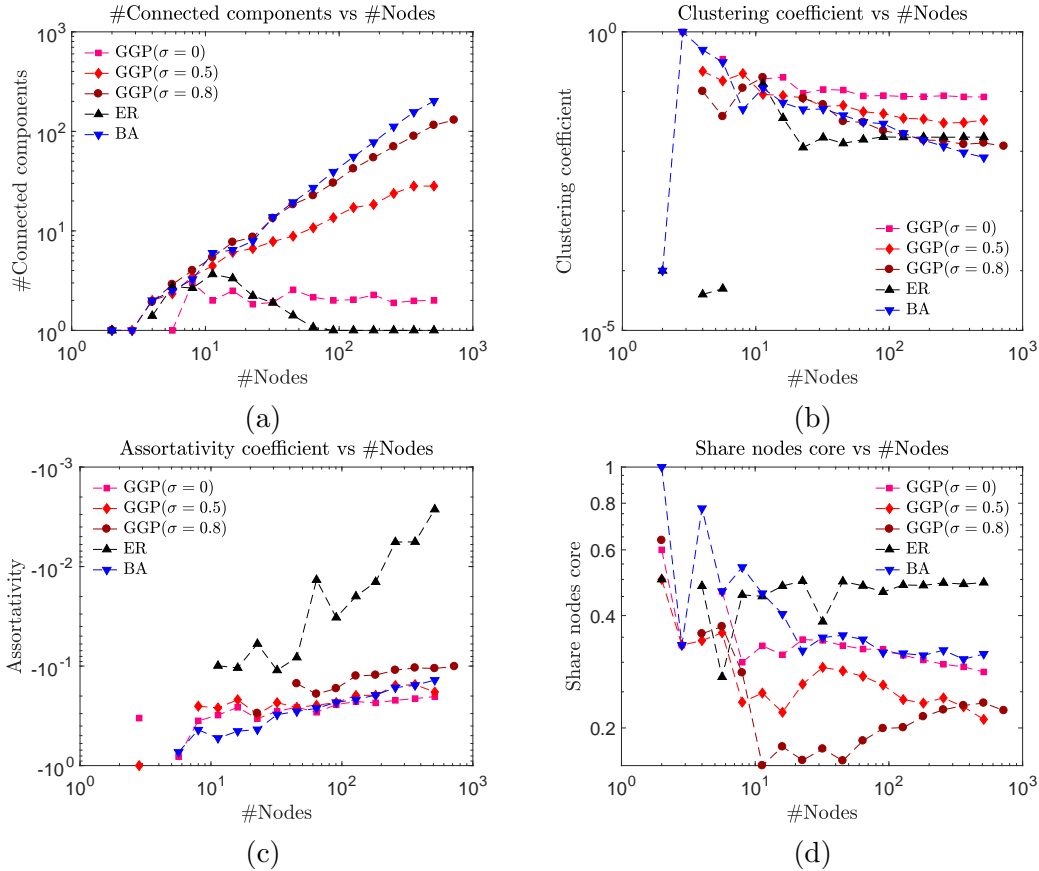 #Connected components vs #Nodes
10^3
10^2
10^1
10^0
#Connected components
GGP(σ = 0)
GGP(σ = 0.5)
GGP(σ = 0.8)
ER
BA
10^0 10^1 10^2 10^3
#Nodes
(a)
Clustering coefficient vs #Nodes
10^0
10^-5
Clustering coefficient
GGP(σ = 0)
GGP(σ = 0.5)
GGP(σ = 0.8)
ER
BA
10^0 10^1 10^2 10^3
#Nodes
(b)
Assortativity coefficient vs #Nodes
-10^-3
-10^-2
-10^-1
-10^0
Assortativity
GGP(σ = 0)
GGP(σ = 0.5)
GGP(σ = 0.8)
ER
BA
10^0 10^1 10^2 10^3
#Nodes
(c)
Share nodes core vs #Nodes
1
0.8
0.6
0.4
0.2
Share nodes core
GGP(σ = 0)
GGP(σ = 0.5)
GGP(σ = 0.8)
ER
BA
10^0 10^1 10^2 10^3
#Nodes
(d)